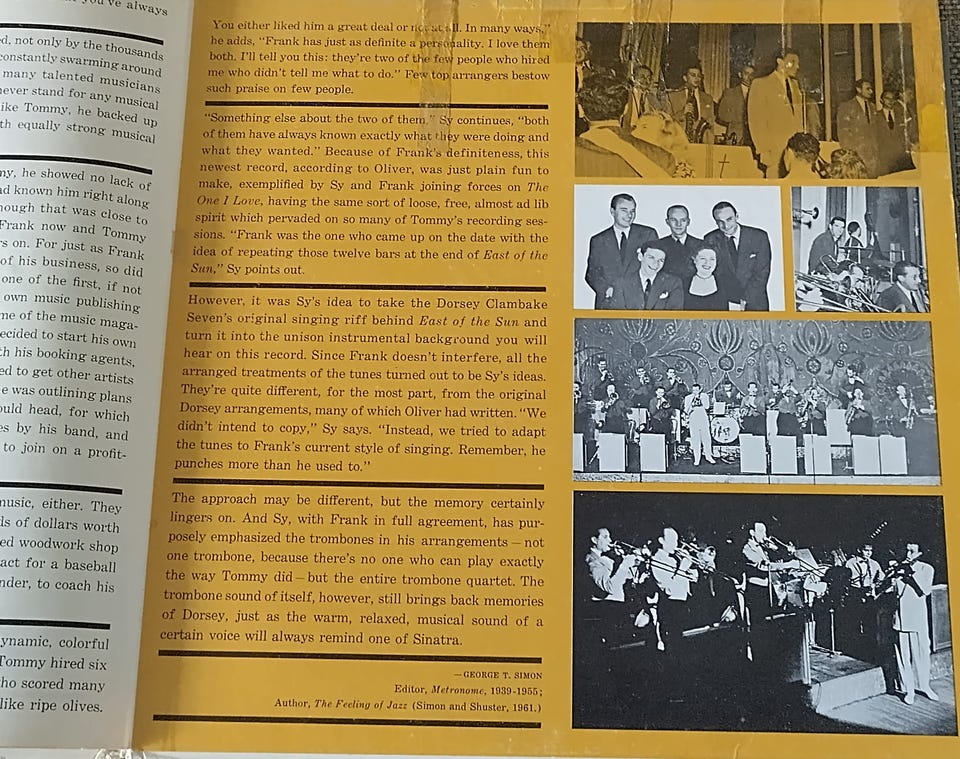 you've always
ed, not only by the thousands
constantly swarming around
many talented musicians
never stand for any musical
like Tommy, he backed up
th equally strong musical
my, he showed no lack of
ad known him right along
hough that was close to
Frank now and Tommy
rs on. For just as Frank
of his business, so did
one of the first, if not
own music publishing
ne of the music maga-
ecided to start his own
th his booking agents,
ed to get other artists
e was outlining plans
ould head, for which
es by his band, and
to join on a profit-
music, either. They
ds of dollars worth
ed woodwork shop
act for a baseball
nder, to coach his
ynamic, colorful
Tommy hired six
who scored many
like ripe olives.
You either liked him a great deal or not at all. In many ways,"
he adds, "Frank has just as definite a personality. I love them
both. I'll tell you this: they're two of the few people who hired
me who didn't tell me what to do." Few top arrangers bestow
such praise on few people.
"Something else about the two of them," Sy continues, "both
of them have always known exactly what they were doing and
what they wanted." Because of Frank's definiteness, this
newest record, according to Oliver, was just plain fun to
make, exemplified by Sy and Frank joining forces on The
One I Love, having the same sort of loose, free, almost ad lib
spirit which pervaded on so many of Tommy's recording ses-
sions. "Frank was the one who came up on the date with the
idea of repeating those twelve bars at the end of East of the
Sun," Sy points out.
However, it was Sy's idea to take the Dorsey Clambake
Seven's original singing riff behind East of the Sun and
turn it into the unison instrumental background you will
hear on this record. Since Frank doesn't interfere, all the
arranged treatments of the tunes turned out to be Sy's ideas.
They're quite different, for the most part, from the original
Dorsey arrangements, many of which Oliver had written. "We
didn't intend to copy," Sy says. "Instead, we tried to adapt
the tunes to Frank's current style of singing. Remember, he
punches more than he used to."
The approach may be different, but the memory certainly
lingers on. And Sy, with Frank in full agreement, has pur-
posely emphasized the trombones in his arrangements — not
one trombone, because there's no one who can play exactly
the way Tommy did — but the entire trombone quartet. The
trombone sound of itself, however, still brings back memories
of Dorsey, just as the warm, relaxed, musical sound of a
certain voice will always remind one of Sinatra.
—GEORGE T. SIMON
Editor, Metronome, 1939-1955;
Author, The Feeling of Jazz (Simon and Shuster, 1961.)